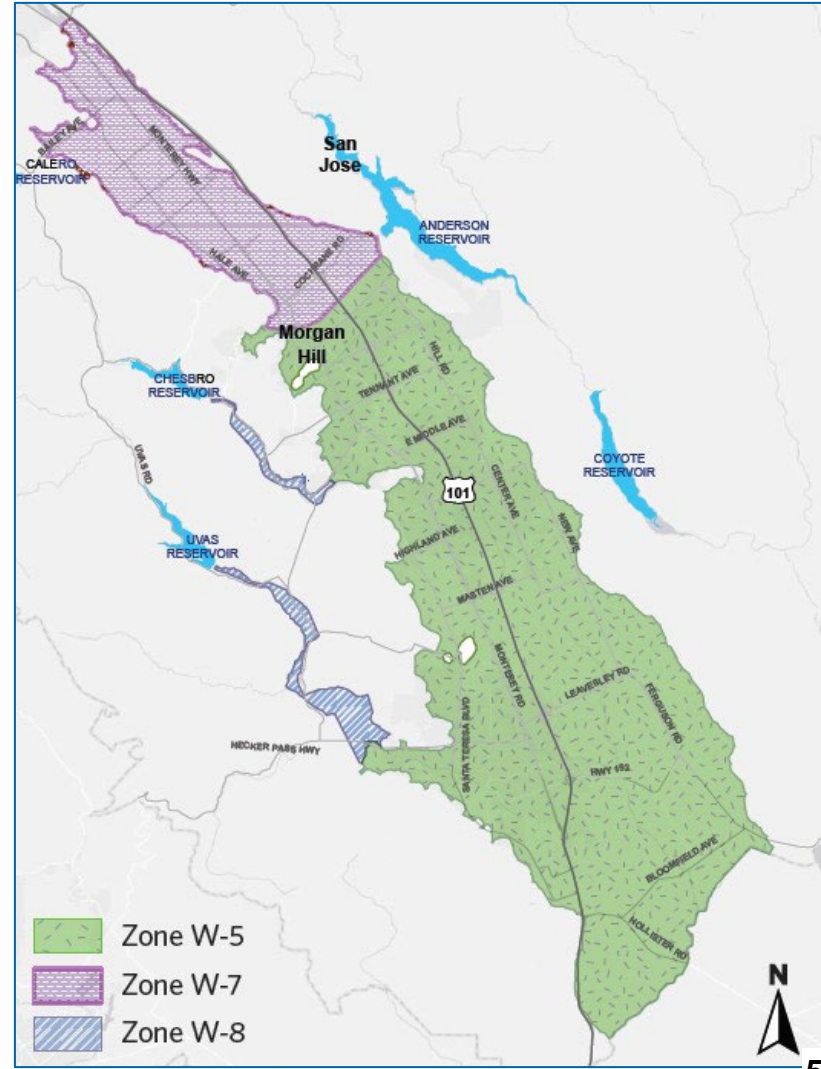 BAILEY AVE
MONTEREY HWY
CALERO
RESERVOIR
San
Jose
ANDERSON
RESERVOIR
HALE AVE
COCHRANE RD
Morgan
Hill
CHESBRO
RESERVOIR
HILL RD
TENNANT AVE
E MIDDLE AVE
UVAS RD
COYOTE
RESERVOIR
101
CENTER AVE
NEW AVE
UVAS
RESERVOIR
HIGHLAND AVE
MASTEN AVE
MONTEREY RD
LEAVESLEY RD
FERGUSON RD
SANTA TERESA BLVD
HECKER PASS HWY
HWY 152
BLOOMFIELD AVE
HOLLISTER RD
Zone W-5
Zone W-7
Zone W-8
N
5